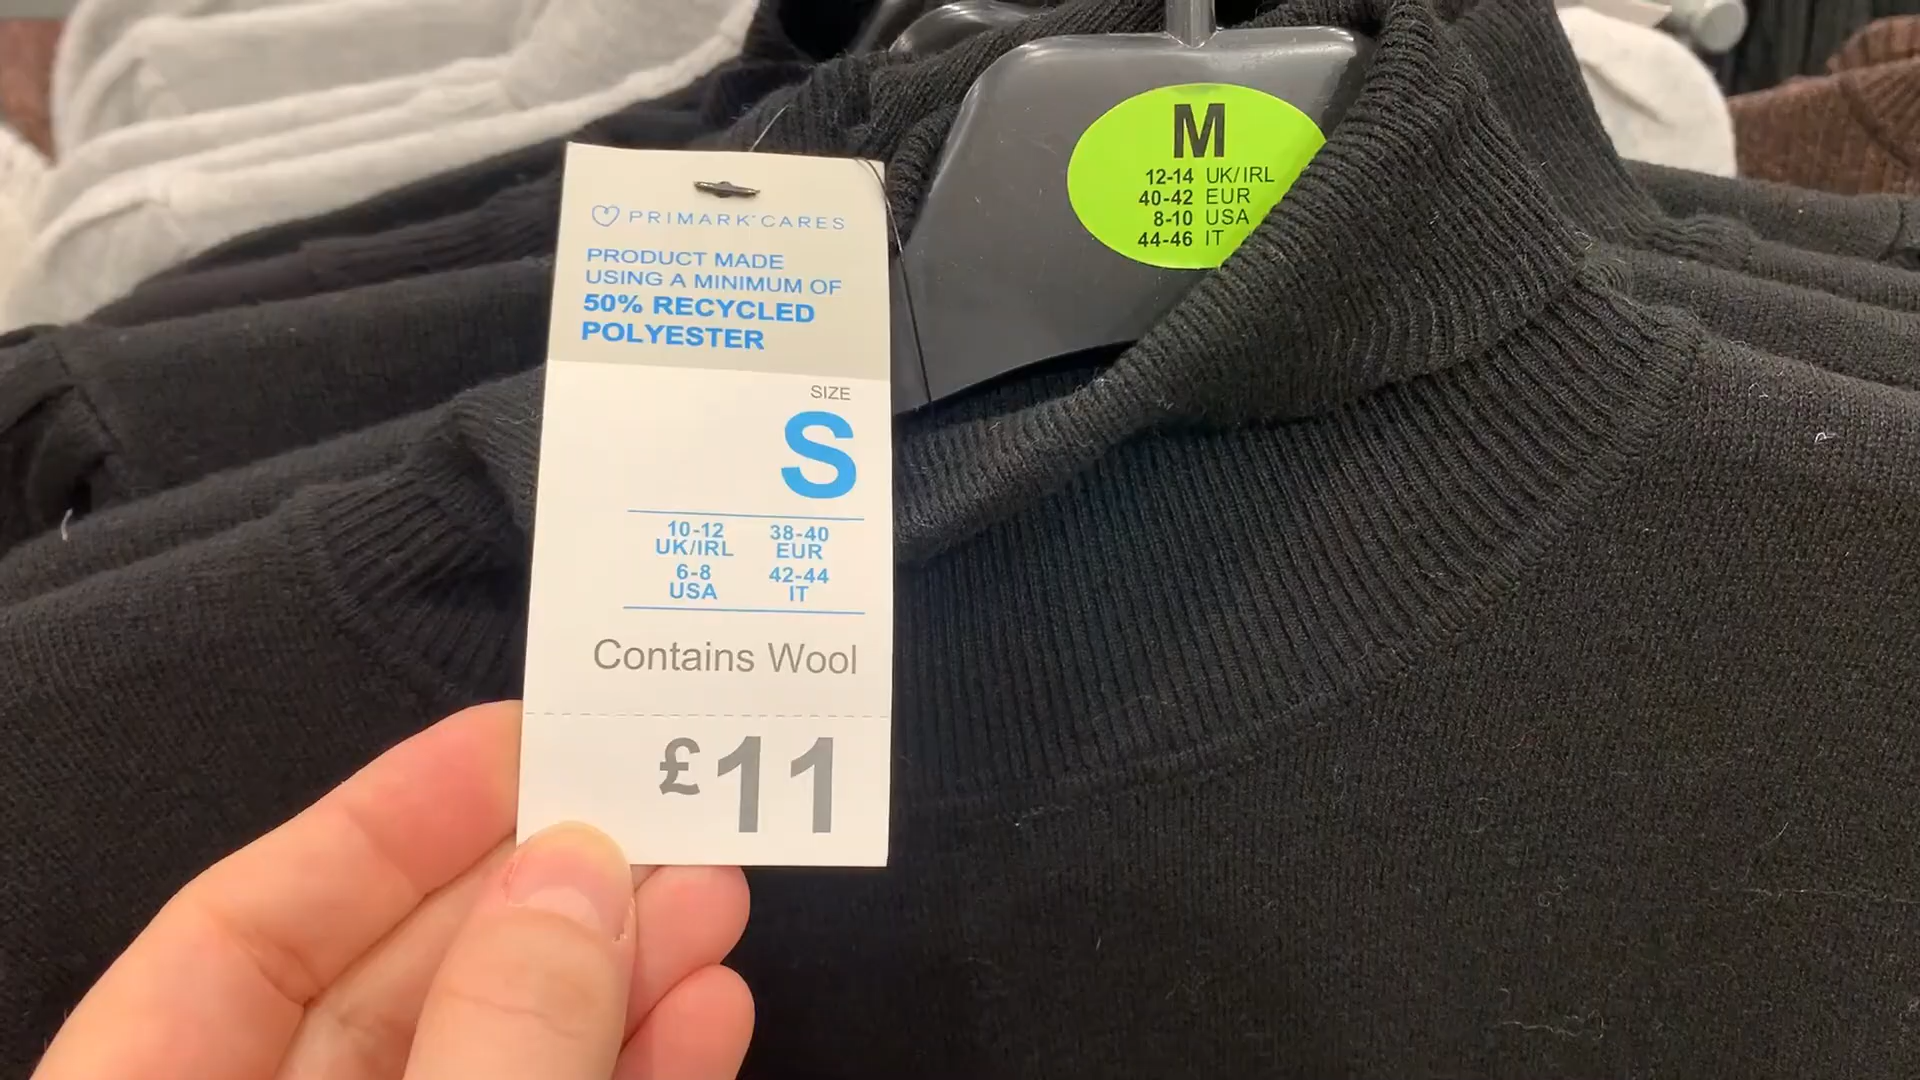 PRIMARK CARES
PRODUCT MADE
USING A MINIMUM OF
50% RECYCLED
POLYESTER
SIZE
S
10-12 38-40
UK/IRL EUR
6-8 42-44
USA IT
Contains Wool
£11
M
12-14 UK/IRL
40-42 EUR
8-10 USA
44-46 IT